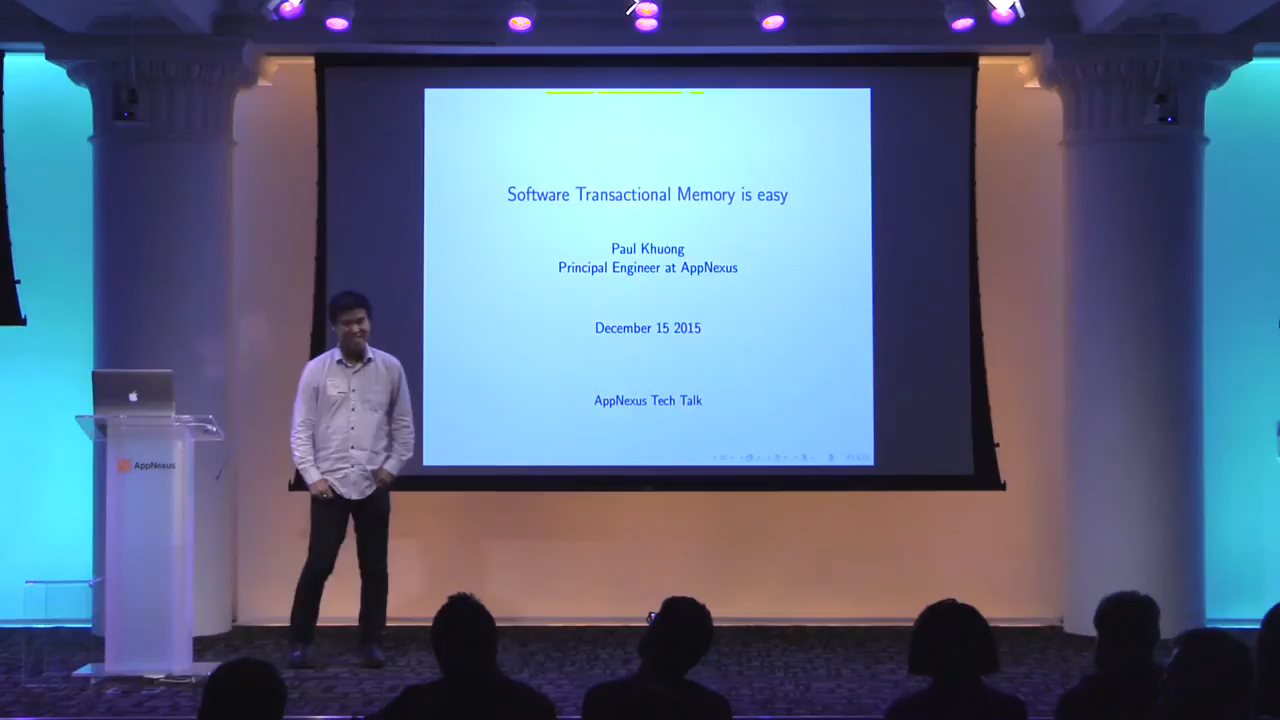 Software Transactional Memory is easy
Paul Khuong
Principal Engineer at AppNexus
December 15 2015
AppNexus Tech Talk
AppNexus